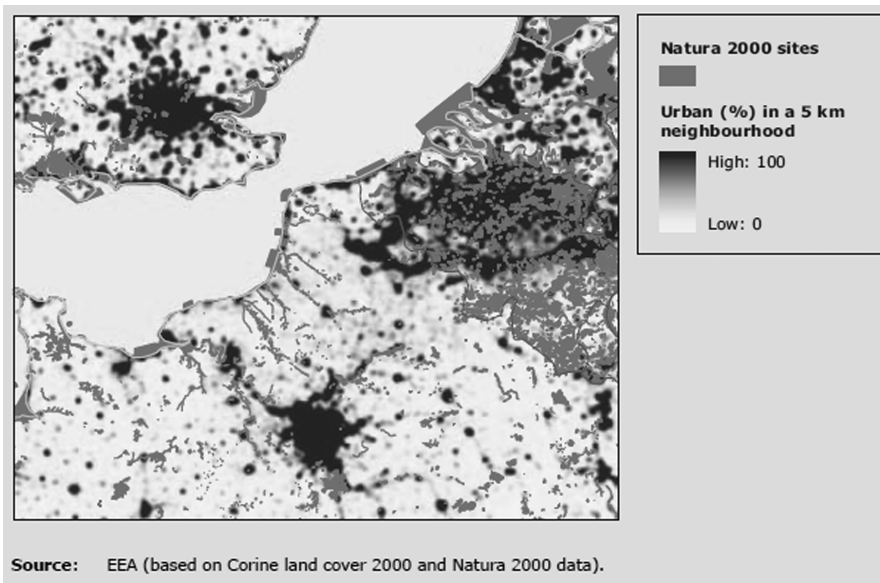 Natura 2000 sites
Urban (%) in a 5 km
neighbourhood
High: 100
Low: 0
Source: EEA (based on Corine land cover 2000 and Natura 2000 data).